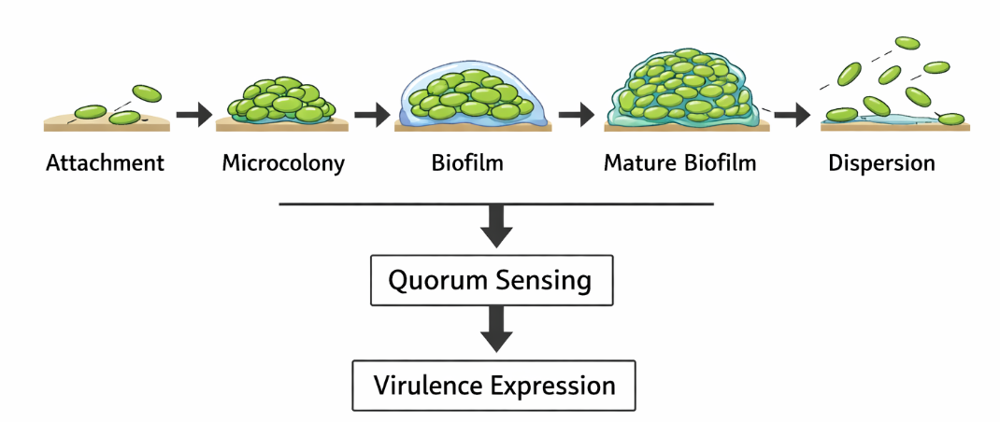 Attachment
Microcolony
Biofilm
Mature Biofilm
Dispersion
Quorum Sensing
Virulence Expression